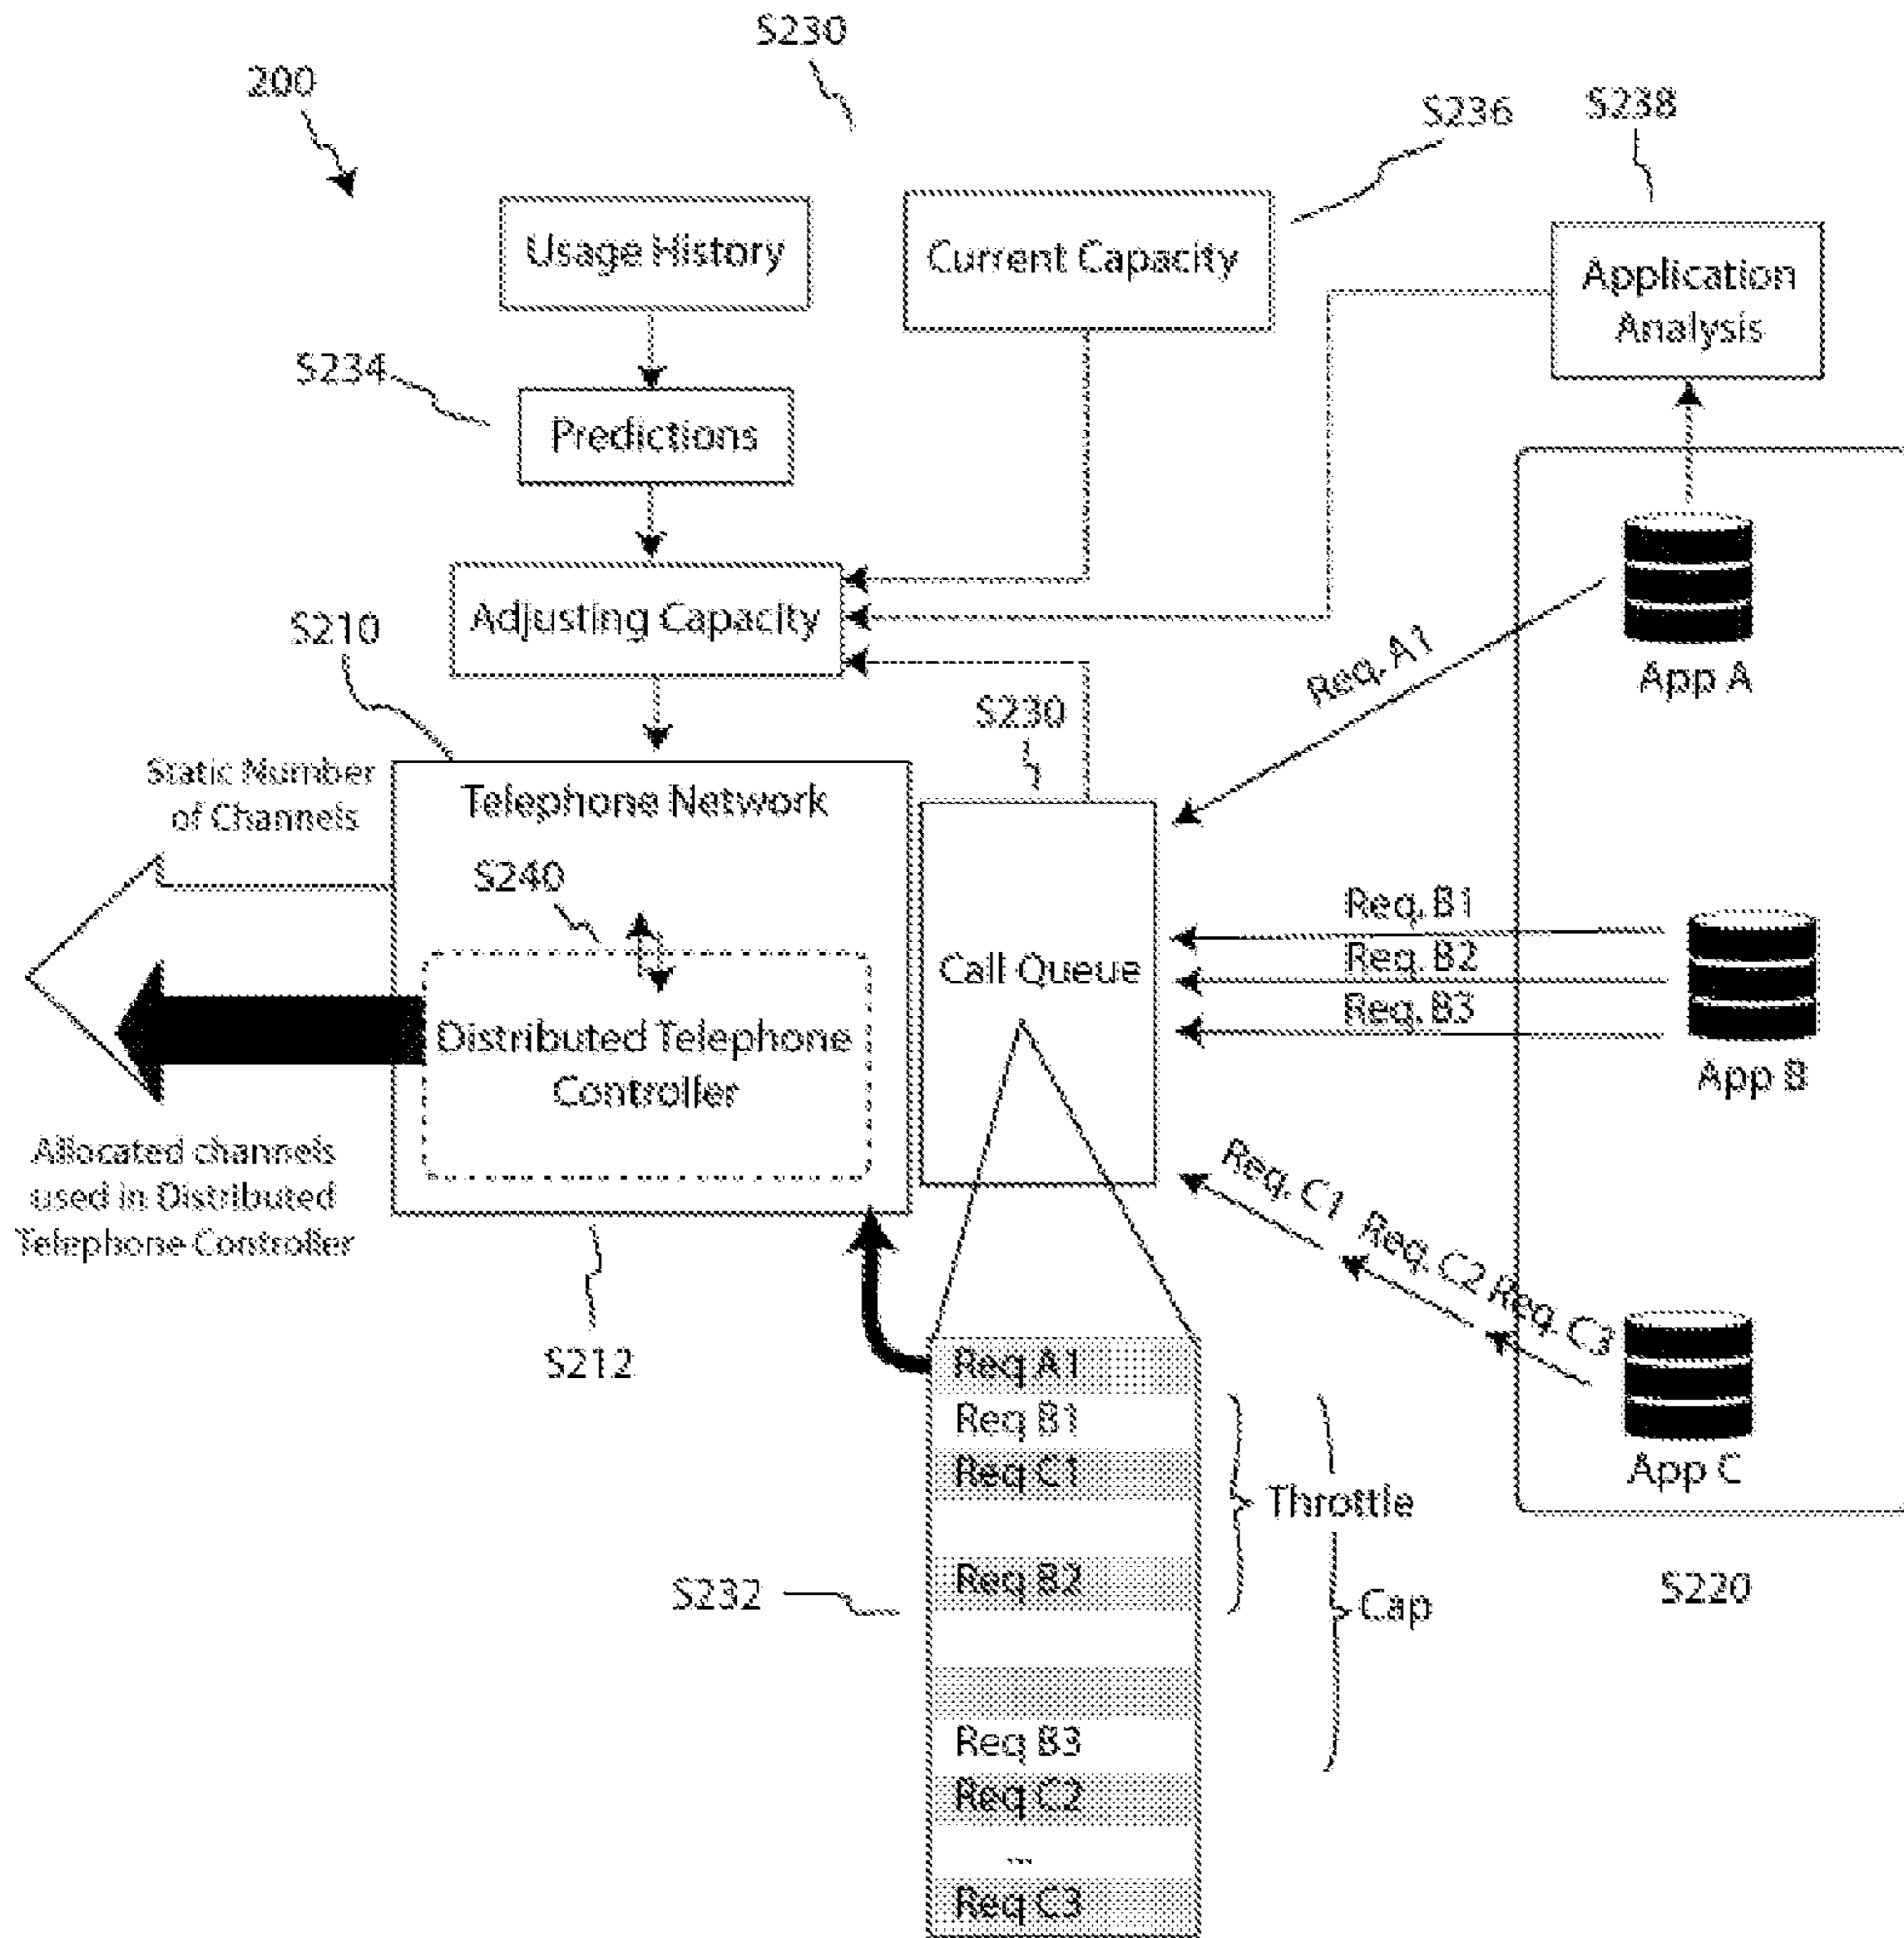 S230
200
S236
S238
Usage History
Current Capacity
Application
Analysis
S234
Predictions
Adjusting Capacity
S210
Req. A1
App A
S230
Static Number
of Channels
Telephone Network
S240
Call Queue
Req. B1
Req. B2
Req. B3
App B
Distributed Telephone
Controller
Allocated channels
used in Distributed
Telephone Controller
Req. C1
Req. C2
Req. C3
S212
Req A1
Req B1
Req C1
Throttle
App C
Req B2
S232
Cap
S220
Req B3
Req C2
...
Req C3